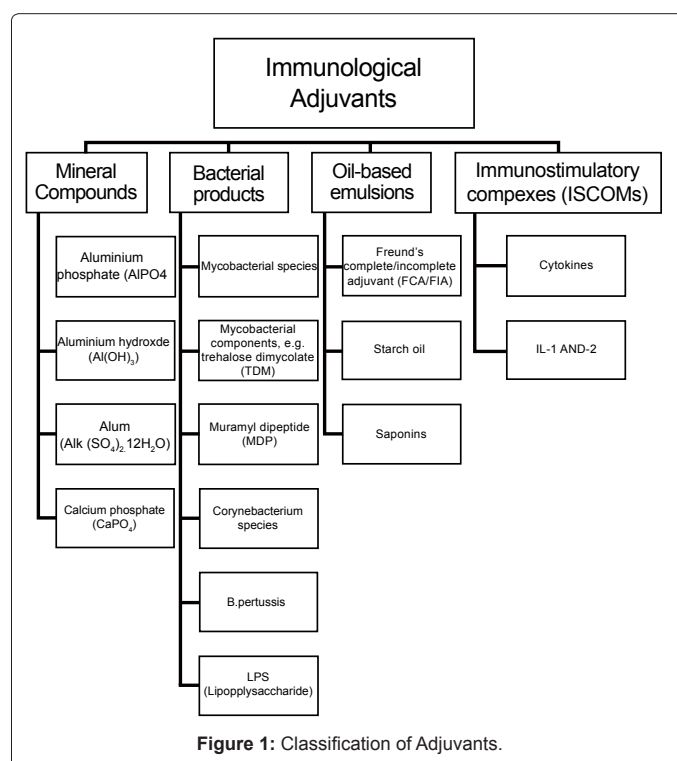 Immunological
Adjuvants
Mineral
Compounds
Bacterial
products
Oil-based
emulsions
Immunostimulatory
compexes (ISCOMs)
Aluminium
phosphate (AlPO4
Aluminium hydroxde
(Al(OH)₃)
Alum
(Alk (SO₄)₂.12H₂O)
Calcium phosphate
(CaPO₄)
Mycobacterial species
Mycobacterial
components, e.g.
trehalose dimycolate
(TDM)
Muramyl dipeptide
(MDP)
Corynebacterium
species
B.pertussis
LPS
(Lipopplysaccharide)
Freund's
complete/incomplete
adjuvant (FCA/FIA)
Starch oil
Saponins
Cytokines
IL-1 AND-2
Figure 1: Classification of Adjuvants.